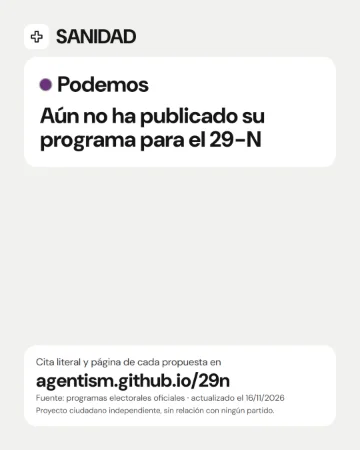 SANIDAD
Podemos
Aún no ha publicado su
programa para el 29-N
Cita literal y página de cada propuesta en
agentism.github.io/29n
Fuente: programas electorales oficiales · actualizado el 16/11/2026
Proyecto ciudadano independiente, sin relación con ningún partido.